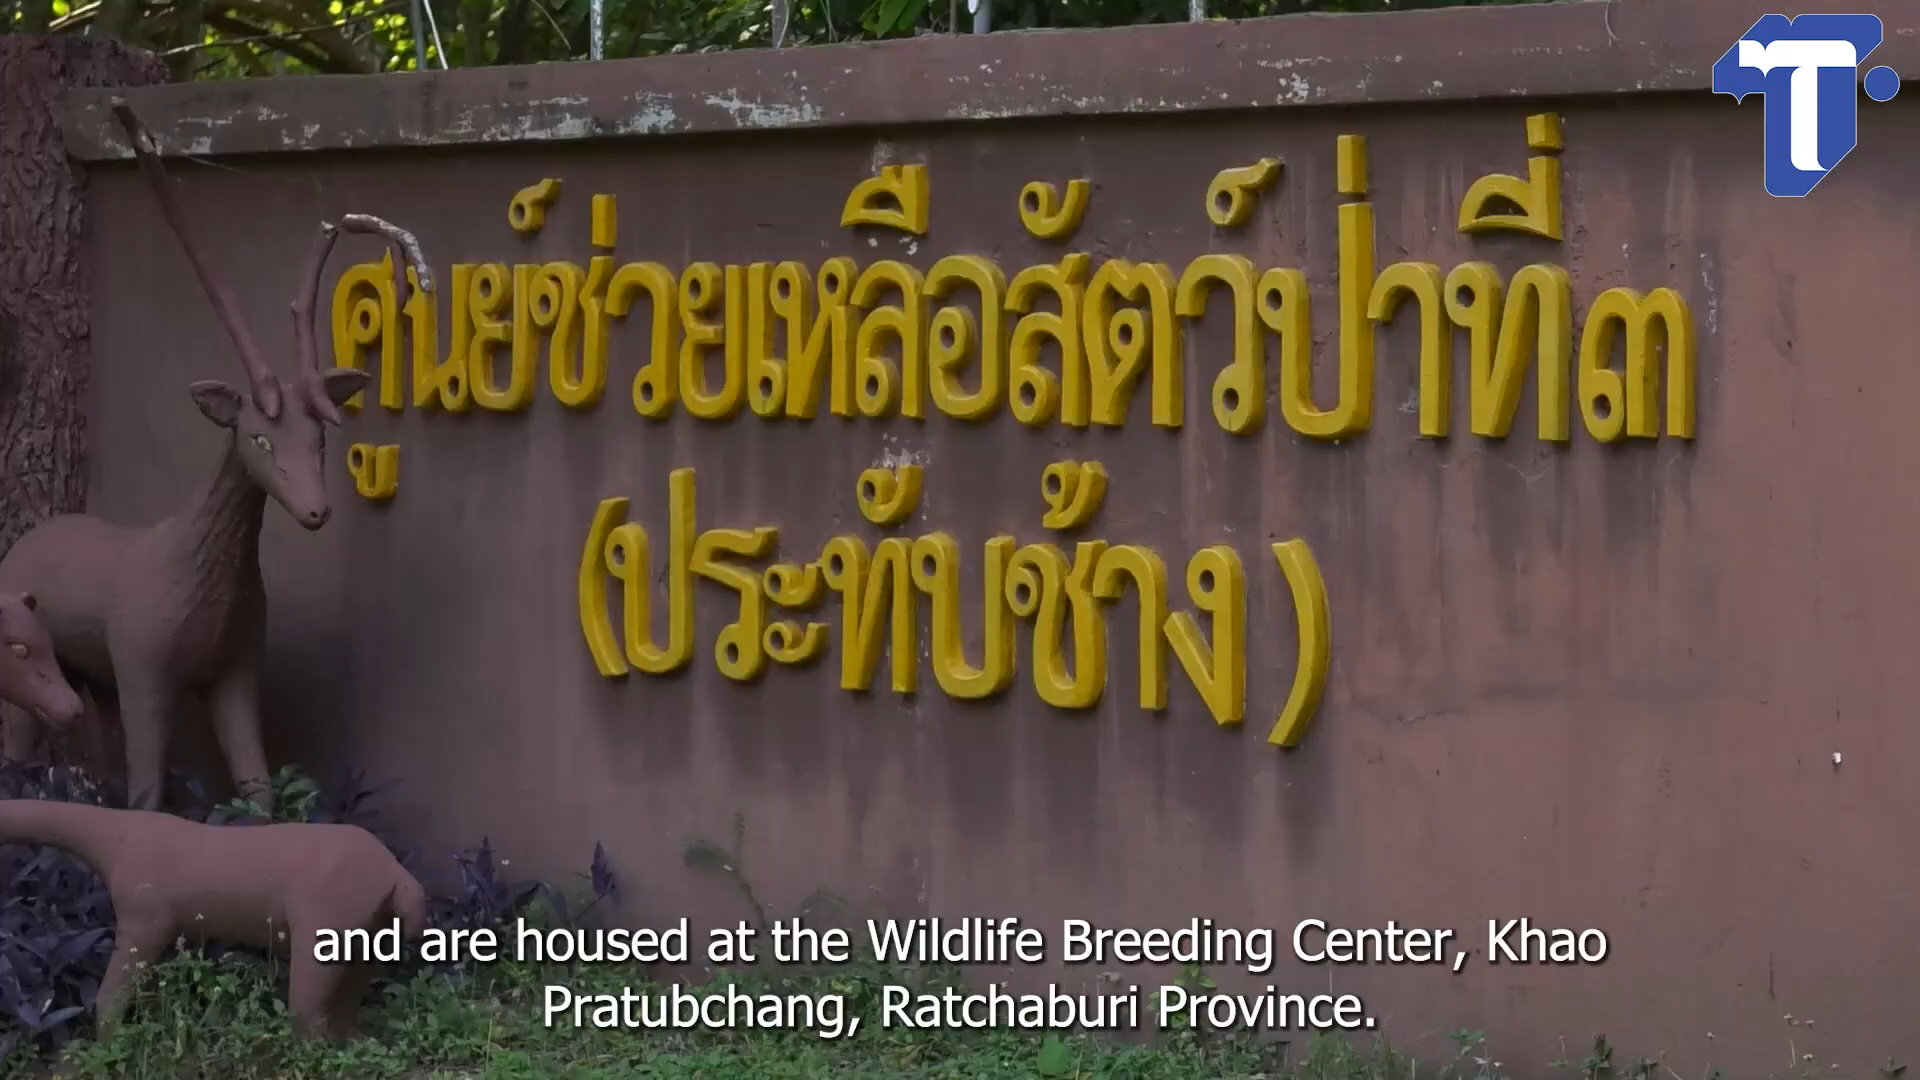 ศูนย์ช่วยเหลือสัตว์ป่าที่๓
(ประทับช้าง)
and are housed at the Wildlife Breeding Center, Khao
Pratubchang, Ratchaburi Province.